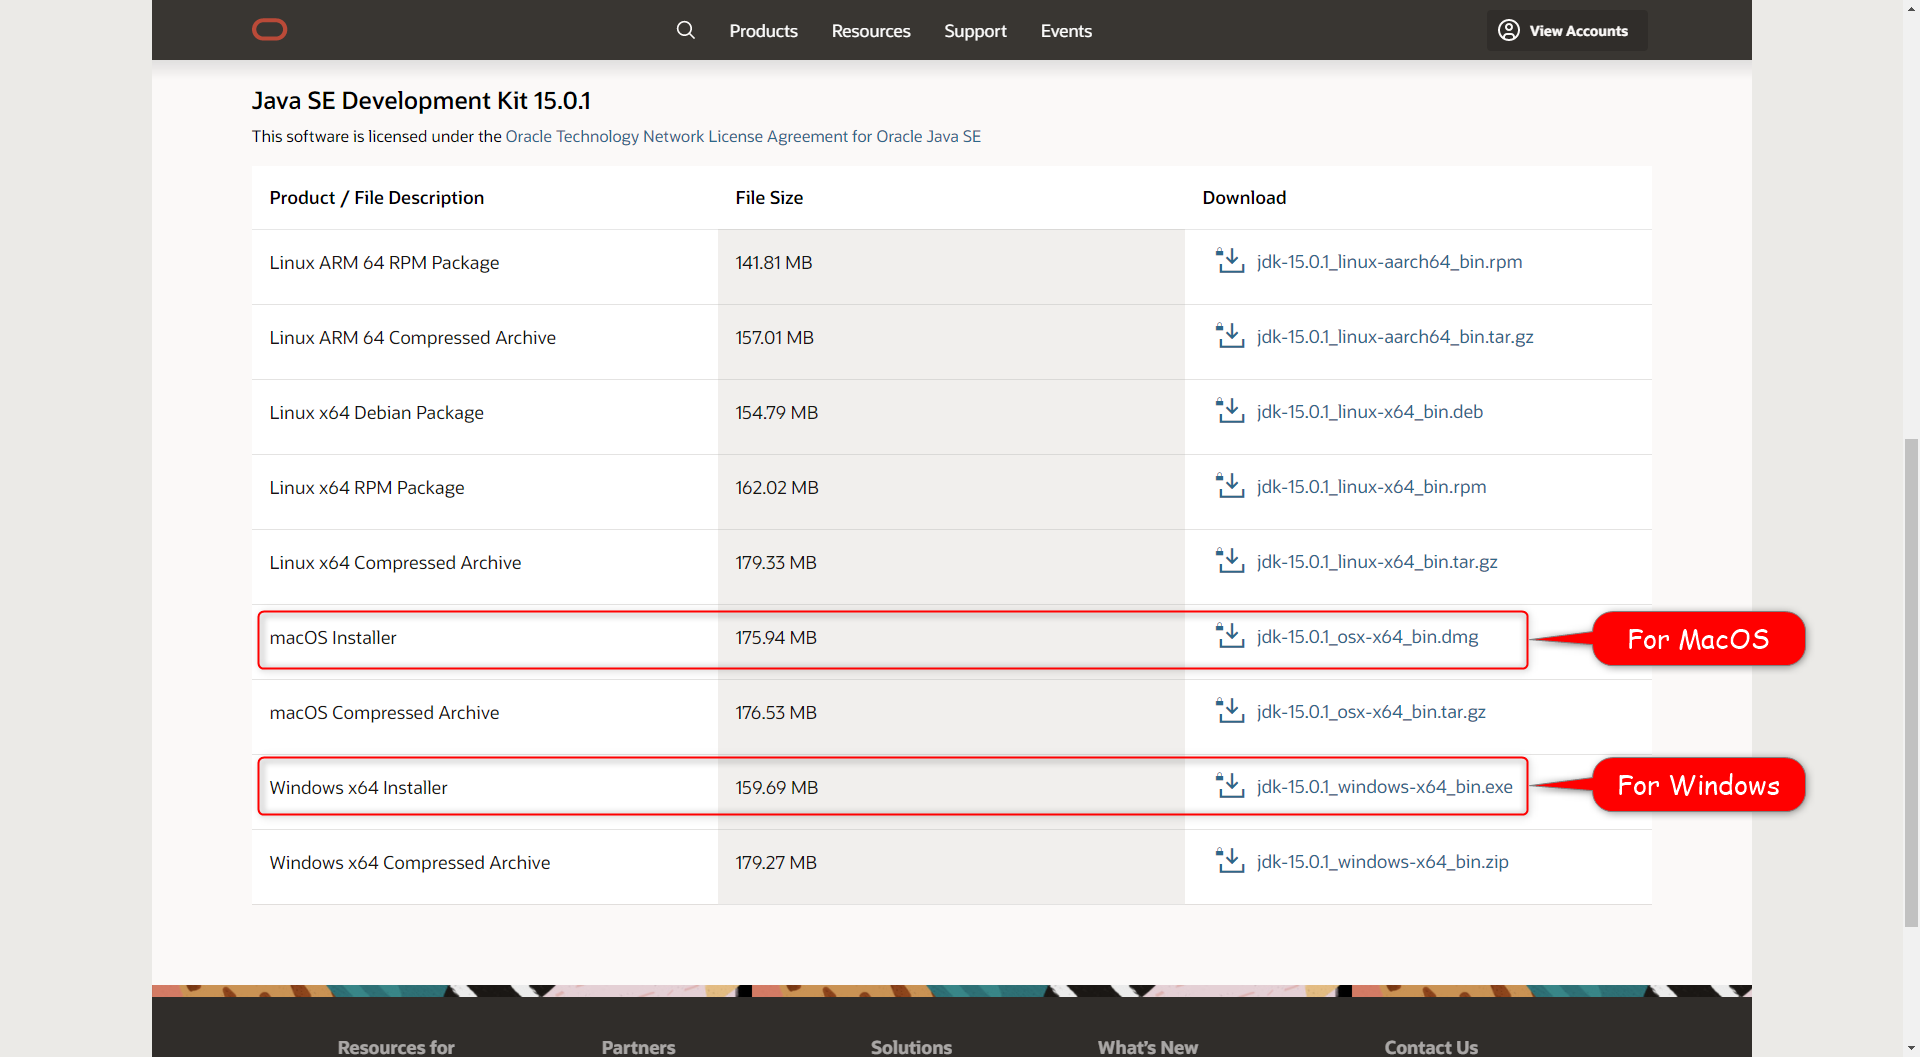 Products Resources Support Events View Accounts
Java SE Development Kit 15.0.1
This software is licensed under the Oracle Technology Network License Agreement for Oracle Java SE
Product / File Description File Size Download
Linux ARM 64 RPM Package 141.81 MB jdk-15.0.1_linux-aarch64_bin.rpm
Linux ARM 64 Compressed Archive 157.01 MB jdk-15.0.1_linux-aarch64_bin.tar.gz
Linux x64 Debian Package 154.79 MB jdk-15.0.1_linux-x64_bin.deb
Linux x64 RPM Package 162.02 MB jdk-15.0.1_linux-x64_bin.rpm
Linux x64 Compressed Archive 179.33 MB jdk-15.0.1_linux-x64_bin.tar.gz
macOS Installer 175.94 MB jdk-15.0.1_osx-x64_bin.dmg For MacOS
macOS Compressed Archive 176.53 MB jdk-15.0.1_osx-x64_bin.tar.gz
Windows x64 Installer 159.69 MB jdk-15.0.1_windows-x64_bin.exe For Windows
Windows x64 Compressed Archive 179.27 MB jdk-15.0.1_windows-x64_bin.zip
Resources for Partners Solutions What's New Contact Us